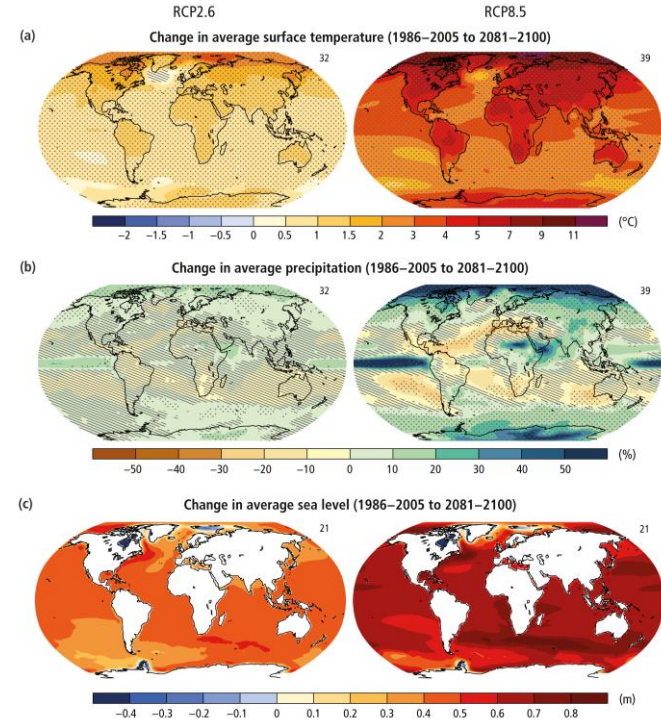 RCP2.6 RCP8.5
(a) Change in average surface temperature (1986–2005 to 2081–2100)
32 39
−2 −1.5 −1 −0.5 0 0.5 1 1.5 2 3 4 5 7 9 11 (°C)
(b) Change in average precipitation (1986–2005 to 2081–2100)
32 39
−50 −40 −30 −20 −10 0 10 20 30 40 50 (%)
(c) Change in average sea level (1986–2005 to 2081–2100)
21 21
−0.4 −0.3 −0.2 −0.1 0 0.1 0.2 0.3 0.4 0.5 0.6 0.7 0.8 (m)